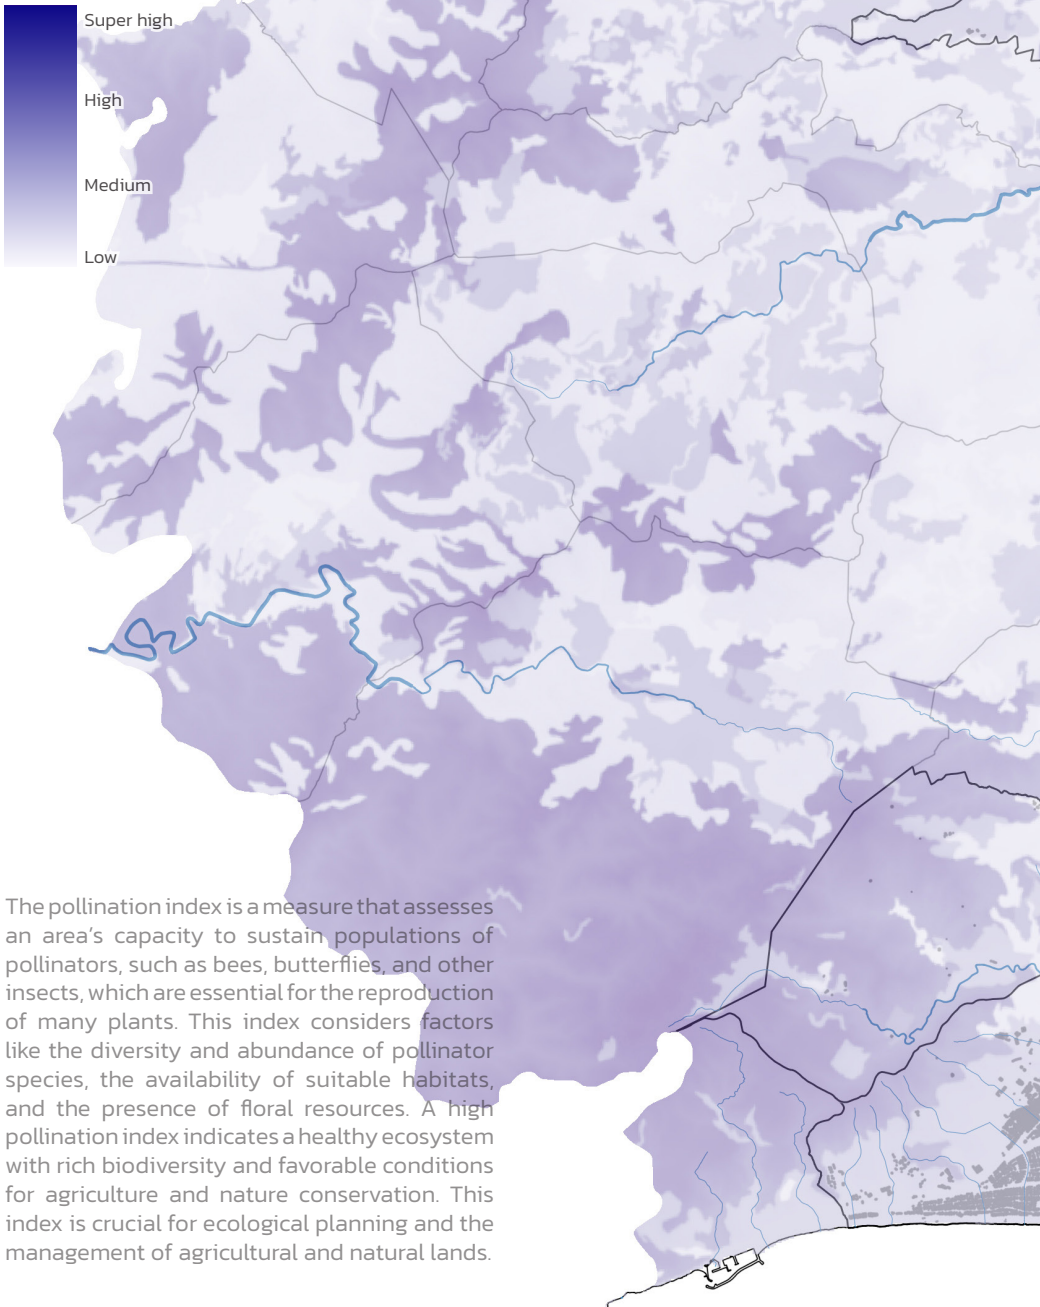 Super high
High
Medium
Low
The pollination index is a measure that assesses
an area's capacity to sustain populations of
pollinators, such as bees, butterflies, and other
insects, which are essential for the reproduction
of many plants. This index considers factors
like the diversity and abundance of pollinator
species, the availability of suitable habitats,
and the presence of floral resources. A high
pollination index indicates a healthy ecosystem
with rich biodiversity and favorable conditions
for agriculture and nature conservation. This
index is crucial for ecological planning and the
management of agricultural and natural lands.